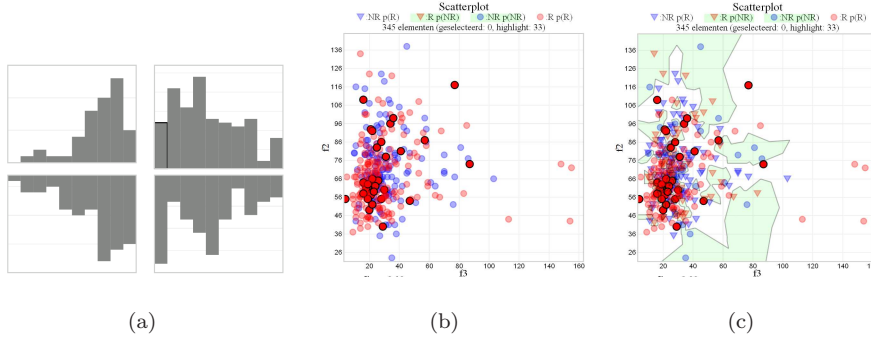 Scatterplot
:NR p(R) :R p(NR) :NR p(NR) :R p(R)
345 elementen (geselecteerd: 0, highlight: 33)
136
126
116
106
96
86
76
66
56
46
36
26
f2
20 40 60 80 100 120 140 160
f3
Scatterplot
:NR p(R) :R p(NR) :NR p(NR) :R p(R)
345 elementen (geselecteerd: 0, highlight: 33)
136
126
116
106
96
86
76
66
56
46
36
26
f2
20 40 60 80 100 120 140
f3
(a) (b) (c)